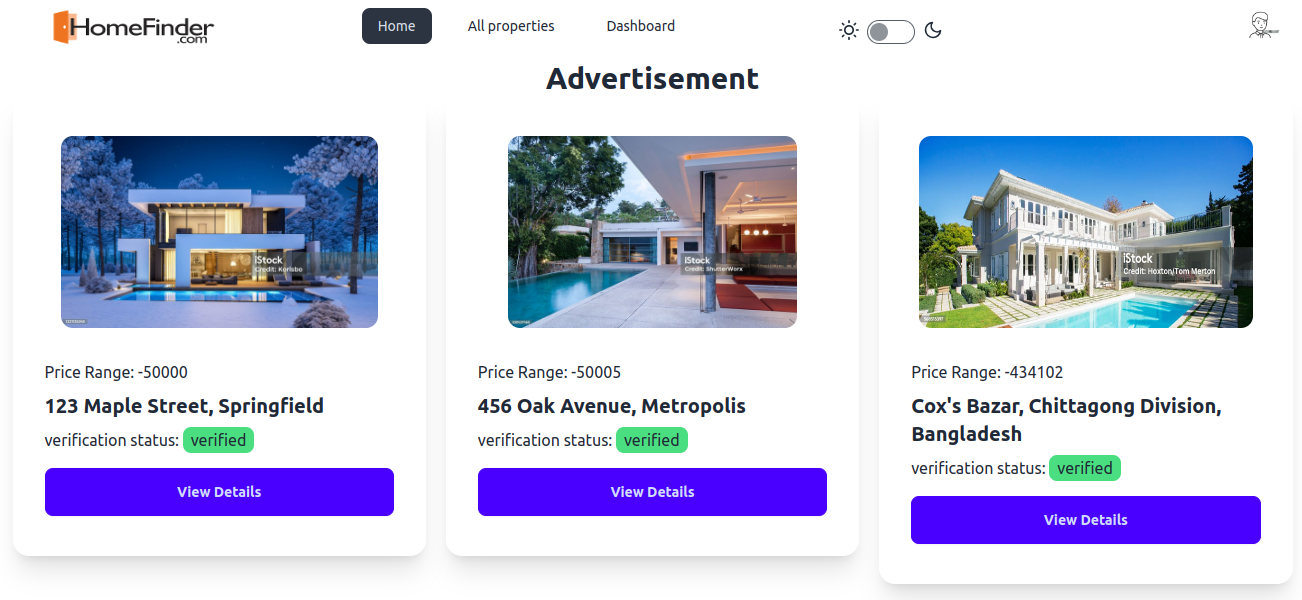 HomeFinder
.com
Home
All properties
Dashboard
Advertisement
iStock
Credit: Korisbo
Price Range: -50000
123 Maple Street, Springfield
verification status: verified
View Details
iStock
Credit: ShutterWorx
Price Range: -50005
456 Oak Avenue, Metropolis
verification status: verified
View Details
iStock
Credit: Hoxton/Tom Merton
Price Range: -434102
Cox's Bazar, Chittagong Division,
Bangladesh
verification status: verified
View Details